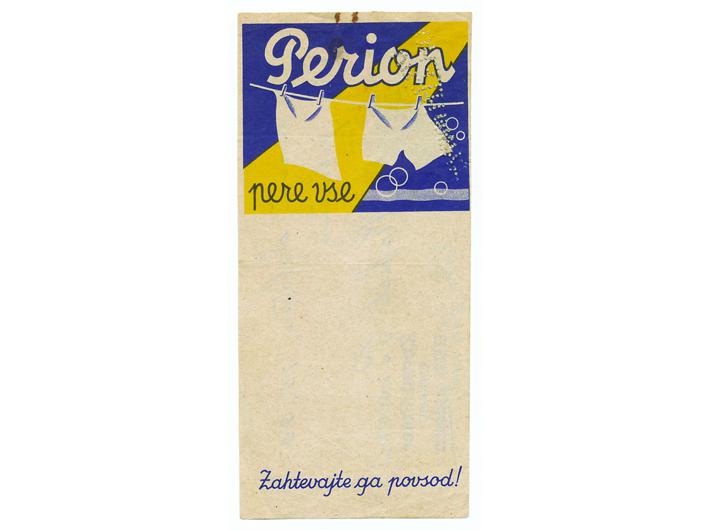 Perion
pere vse
Zahtevajte ga povsod!